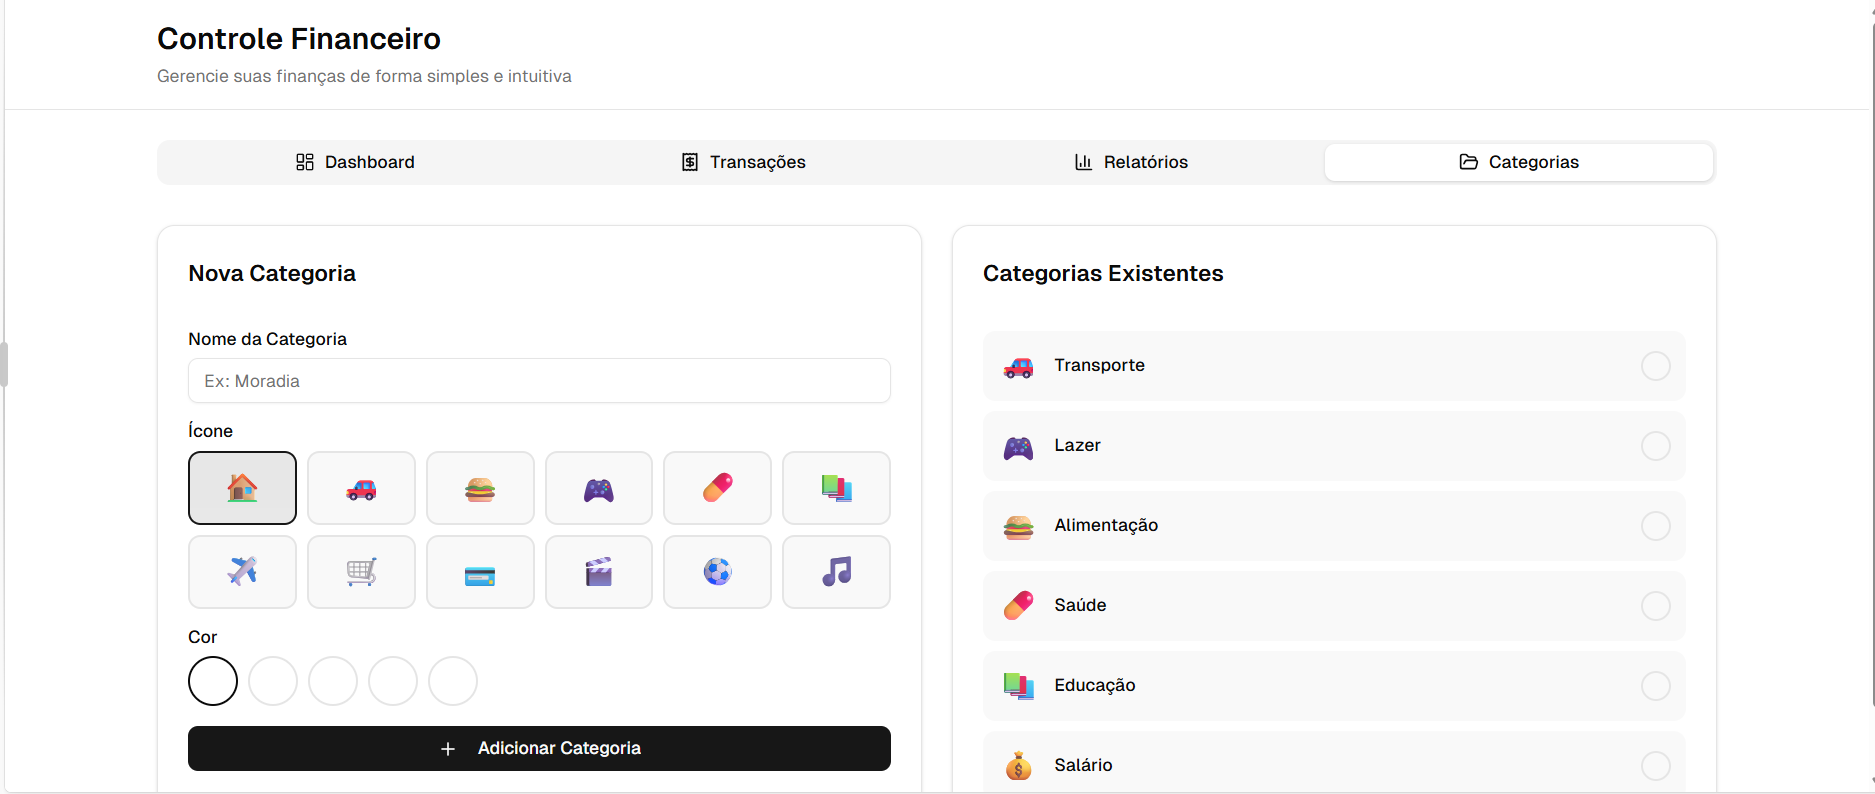 Controle Financeiro
Gerencie suas finanças de forma simples e intuitiva
Dashboard
Transações
Relatórios
Categorias
Nova Categoria
Nome da Categoria
Ex: Moradia
Ícone
Cor
+ Adicionar Categoria
Categorias Existentes
Transporte
Lazer
Alimentação
Saúde
Educação
Salário